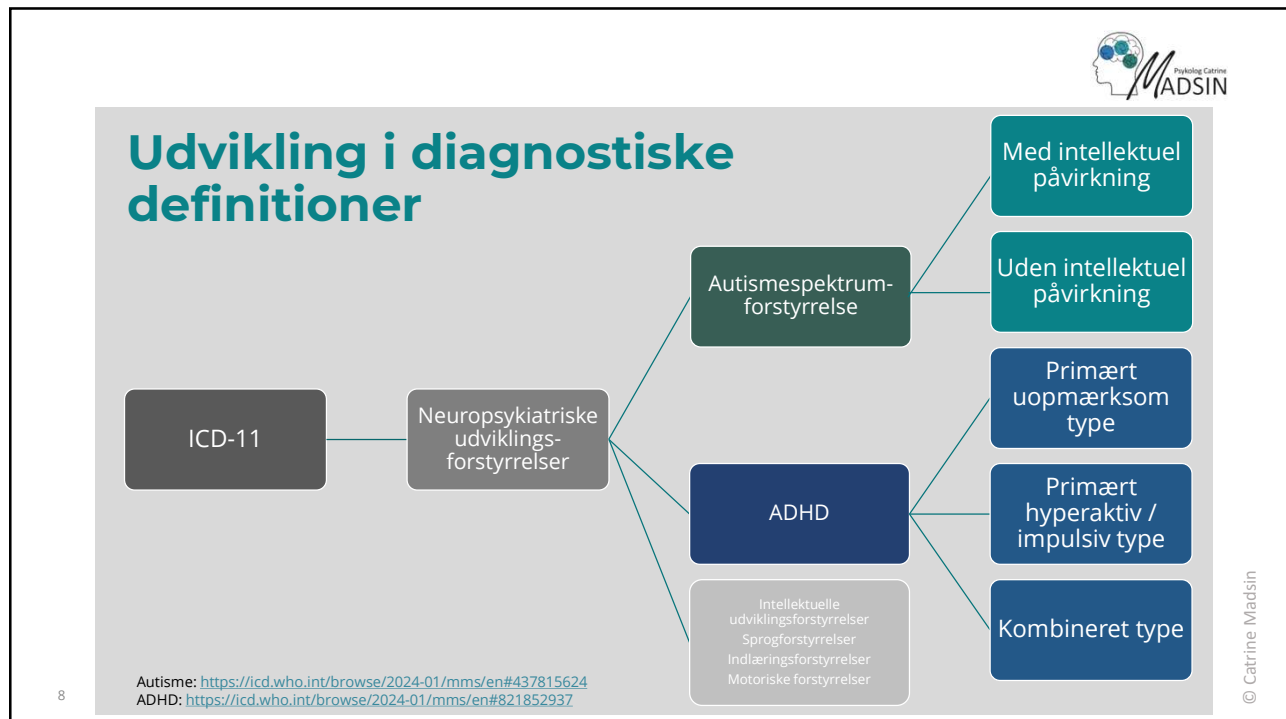 Psykolog Catrine
MADSIN
Udvikling i diagnostiske
definitioner
ICD-11
Neuropsykiatriske
udviklings-
forstyrrelser
Autismespektrum-
forstyrrelse
Med intellektuel
påvirkning
Uden intellektuel
påvirkning
ADHD
Primært
uopmærksom
type
Primært
hyperaktiv /
impulsiv type
Kombineret type
Intellektuelle
udviklingsforstyrrelser
Sprogforstyrrelser
Indlæringsforstyrrelser
Motoriske forstyrrelser
Autisme: https://icd.who.int/browse/2024-01/mms/en#437815624
ADHD: https://icd.who.int/browse/2024-01/mms/en#821852937
8
© Catrine Madsin